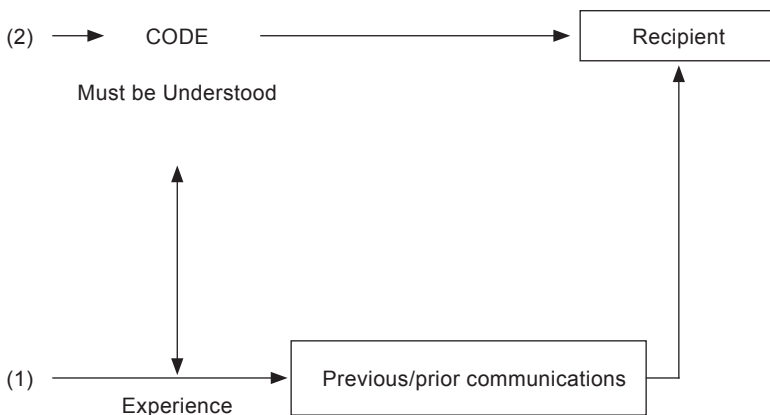 (2) CODE Recipient
Must be Understood
(1) Previous/prior communications
Experience